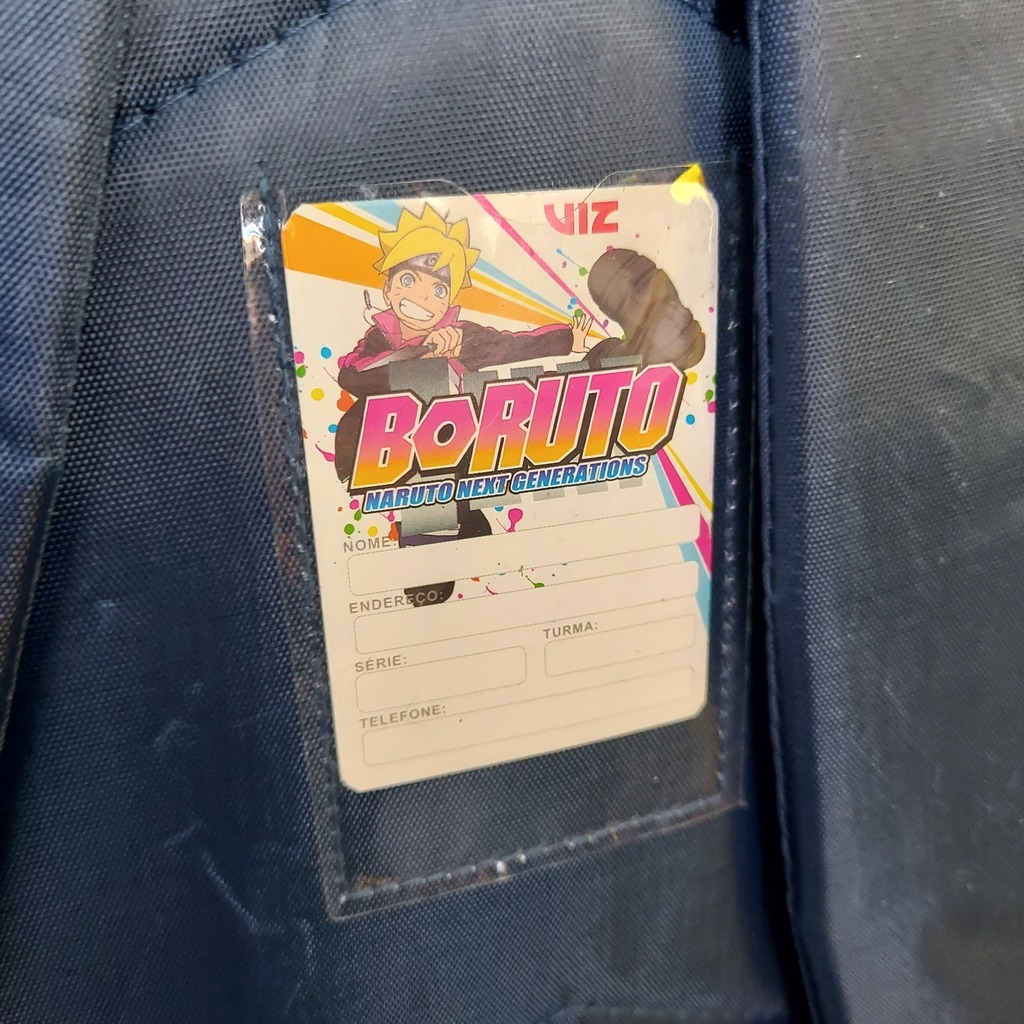 VIZ
BORUTO
NARUTO NEXT GENERATIONS
NOME:
ENDEREÇO:
SÉRIE:
TURMA:
TELEFONE: